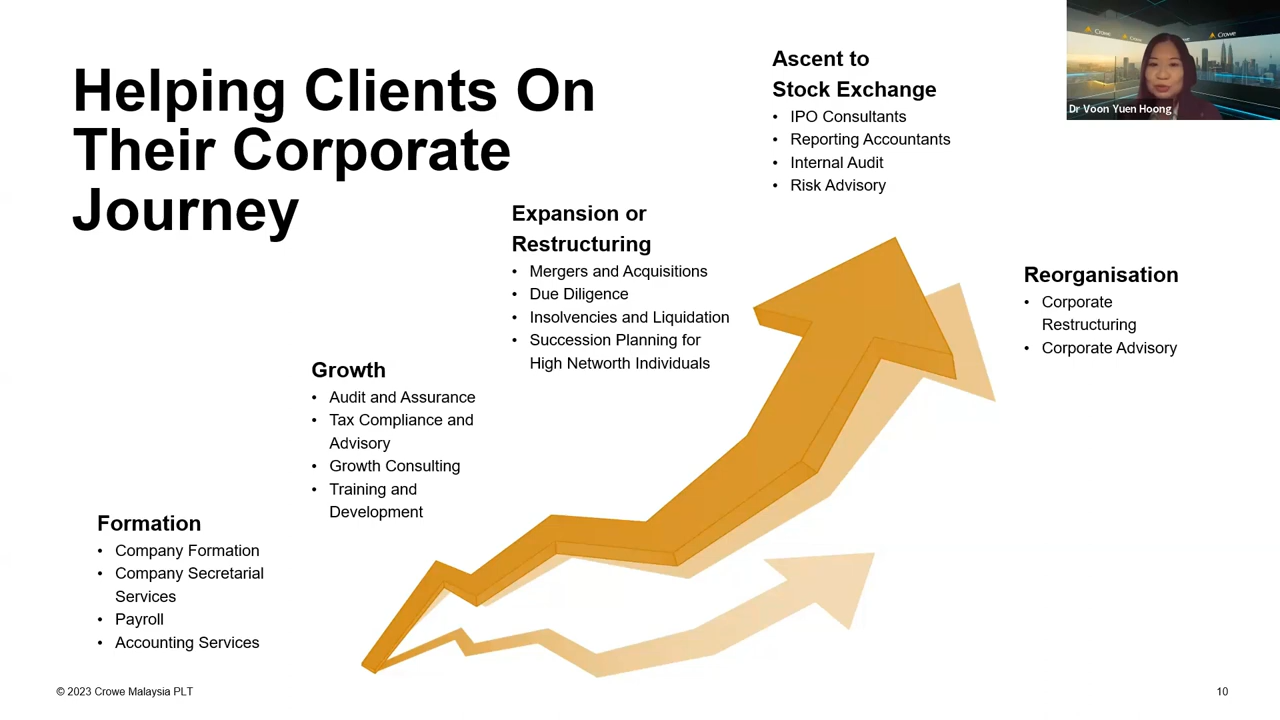 Helping Clients On
Their Corporate
Journey
Ascent to
Stock Exchange
• IPO Consultants
• Reporting Accountants
• Internal Audit
• Risk Advisory
Crowe
Crowe
Crowe
Dr Voon Yuen Hoong
Expansion or
Restructuring
• Mergers and Acquisitions
• Due Diligence
• Insolvencies and Liquidation
• Succession Planning for
High Networth Individuals
Reorganisation
• Corporate
Restructuring
• Corporate Advisory
Growth
• Audit and Assurance
• Tax Compliance and
Advisory
• Growth Consulting
• Training and
Development
Formation
• Company Formation
• Company Secretarial
Services
• Payroll
• Accounting Services
© 2023 Crowe Malaysia PLT
10